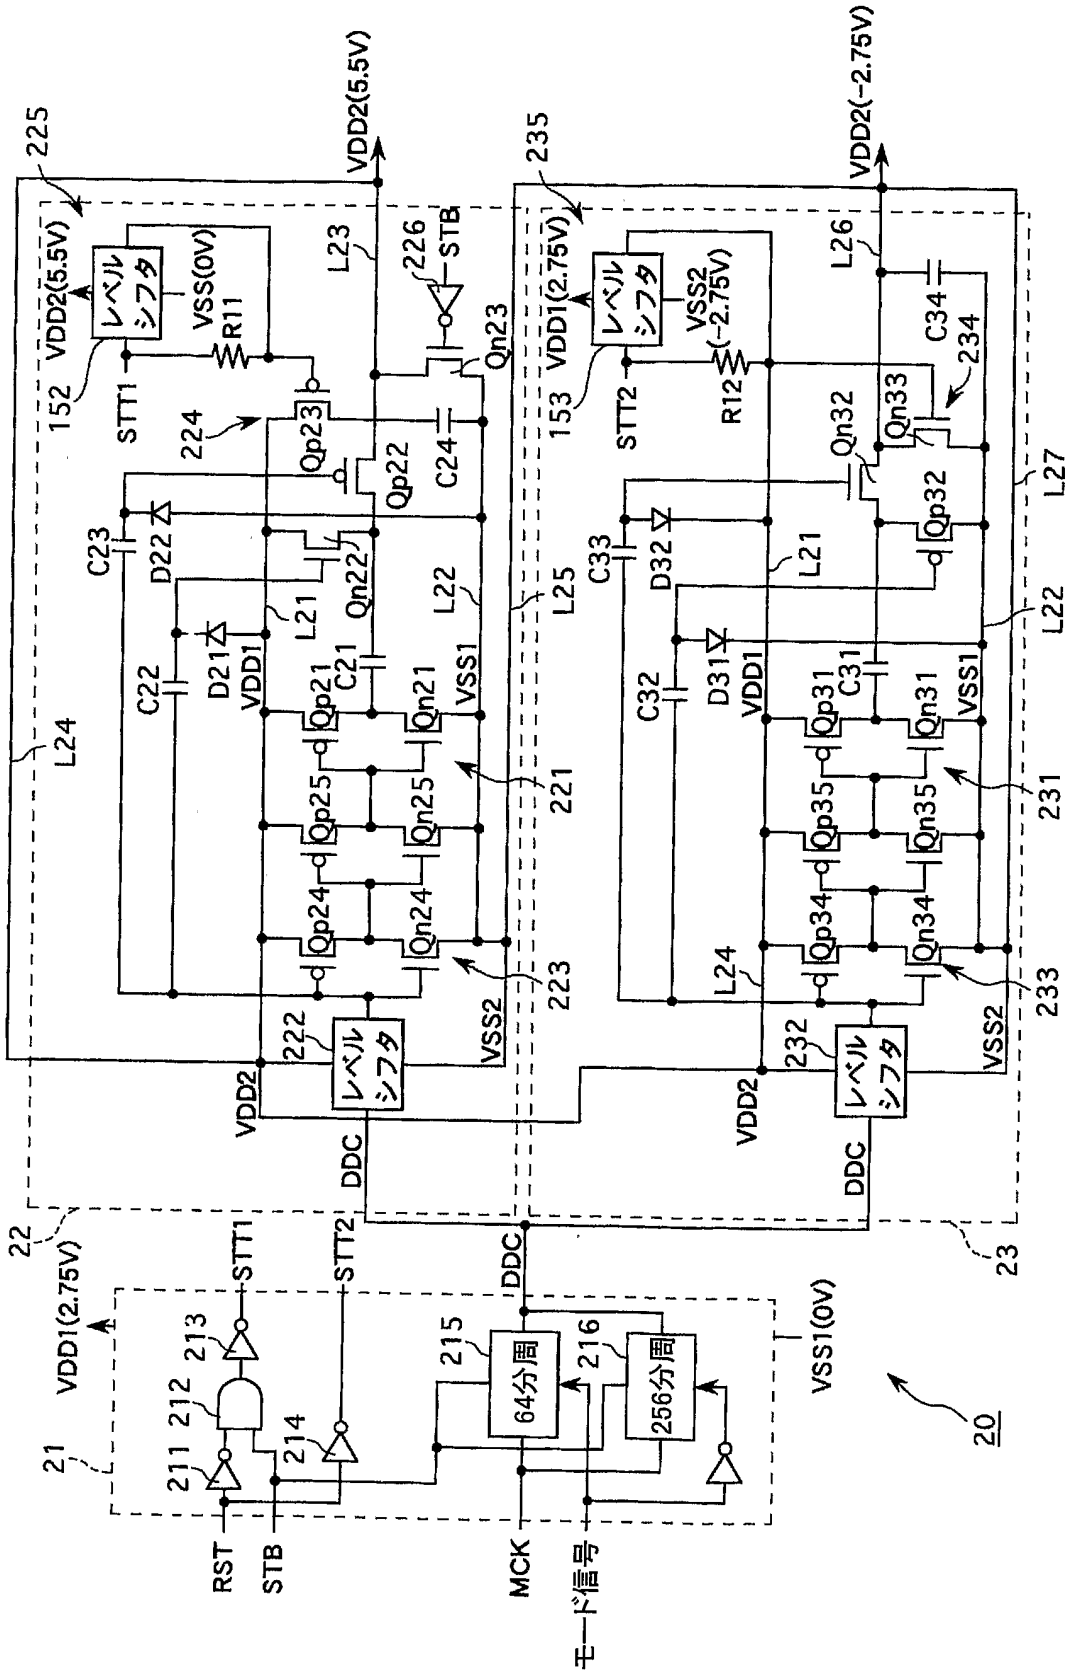 VDD1(2.75V)
21
RST
STB
MCK
モード信号
211
212
213
214
215
64分周
216
256分周
STT1
STT2
DDC
VSS1(0V)
20
22
L24
225
VDD2(5.5V)
152
レベル
シフタ
STT1
VSS(0V)
R11
224
Qp23
C23
D22
C22
D21
VDD1
L21
Qn22
Qp22
C24
L23
VDD2(5.5V)
226
STB
Qn23
C21
Qp21
Qn21
VSS1
L22
L25
221
Qp25
Qn25
Qp24
Qn24
223
222
レベル
シフタ
VDD2
VSS2
DDC
23
235
VDD1(2.75V)
153
レベル
シフタ
STT2
VSS2
(-2.75V)
R12
C33
D32
C32
D31
VDD1
L21
Qn32
Qn33
Qp32
234
C34
L26
VDD2(-2.75V)
L27
L22
C31
Qp31
Qn31
VSS1
231
Qp35
Qn35
Qp34
Qn34
233
L24
232
レベル
シフタ
VDD2
VSS2
DDC